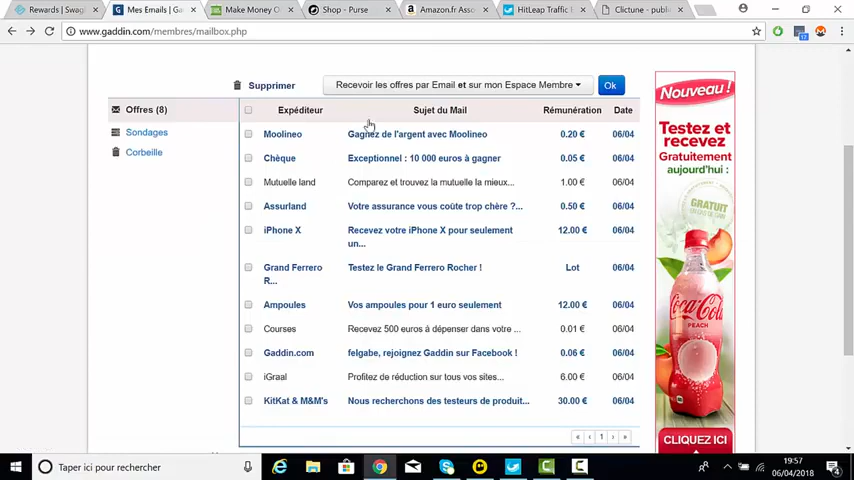 Rewards | Swag
Mes Emails | Gad
Make Money O
Shop - Purse
Amazon.fr Asso
HitLeap Traffic E
Clictune - public
www.gaddin.com/membres/mailbox.php
Supprimer
Recevoir les offres par Email et sur mon Espace Membre
Ok
Offres (8)
Sondages
Corbeille
Expéditeur Sujet du Mail Rémunération Date
Moolineo Gagnez de l'argent avec Moolineo 0.20 € 06/04
Chèque Exceptionnel : 10 000 euros à gagner 0.05 € 06/04
Mutuelle land Comparez et trouvez la mutuelle la mieux... 1.00 € 06/04
Assurland Votre assurance vous coûte trop chère ?... 0.50 € 06/04
iPhone X Recevez votre iPhone X pour seulement 12.00 € 06/04
un...
Grand Ferrero Testez le Grand Ferrero Rocher ! Lot 06/04
R...
Ampoules Vos ampoules pour 1 euro seulement 12.00 € 06/04
Courses Recevez 500 euros à dépenser dans votre ... 0.01 € 06/04
Gaddin.com felgabe, rejoignez Gaddin sur Facebook ! 0.06 € 06/04
iGraal Profitez de réduction sur tous vos sites... 6.00 € 06/04
KitKat & M&M's Nous recherchons des testeurs de produit... 30.00 € 06/04
« ‹ 1 › »
Nouveau !
Testez et
recevez
Gratuitement
aujourd'hui :
GRATUIT
Coca-Cola
PEACH
CLIQUEZ ICI
Taper ici pour rechercher
19:57
06/04/2018
4